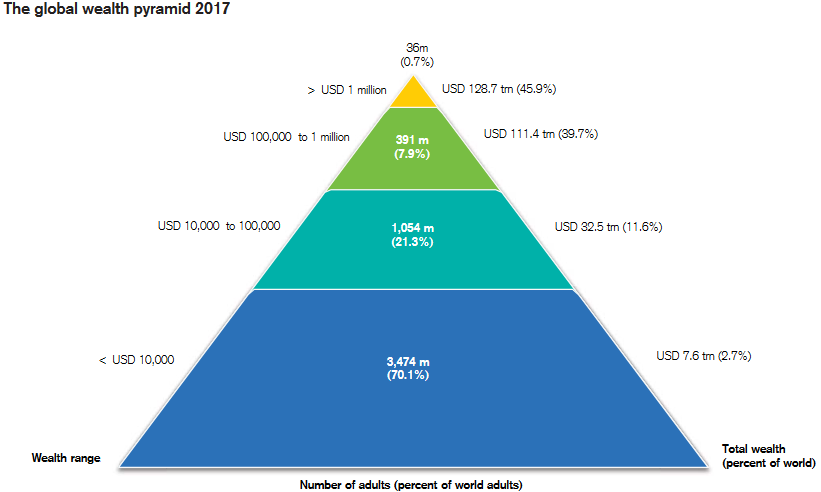 The global wealth pyramid 2017
36m
(0.7%)
> USD 1 million
USD 128.7 trn (45.9%)
USD 100,000 to 1 million
391 m
(7.9%)
USD 111.4 trn (39.7%)
USD 10,000 to 100,000
1,054 m
(21.3%)
USD 32.5 trn (11.6%)
< USD 10,000
3,474 m
(70.1%)
USD 7.6 trn (2.7%)
Wealth range
Total wealth
(percent of world)
Number of adults (percent of world adults)